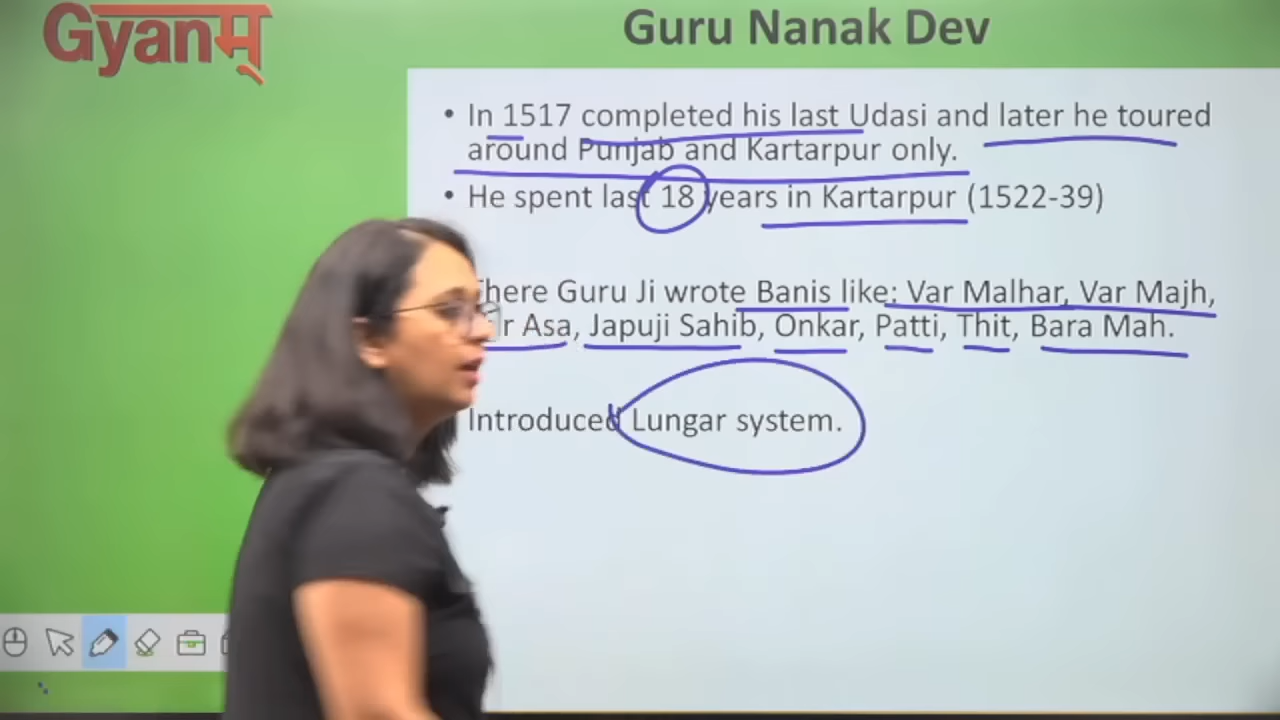 Gyanम्
Guru Nanak Dev
• In 1517 completed his last Udasi and later he toured
around Punjab and Kartarpur only.
• He spent last 18 years in Kartarpur (1522-39)
There Guru Ji wrote Banis like: Var Malhar, Var Majh,
Asa, Japuji Sahib, Onkar, Patti, Thit, Bara Mah.
Introduced Lungar system.